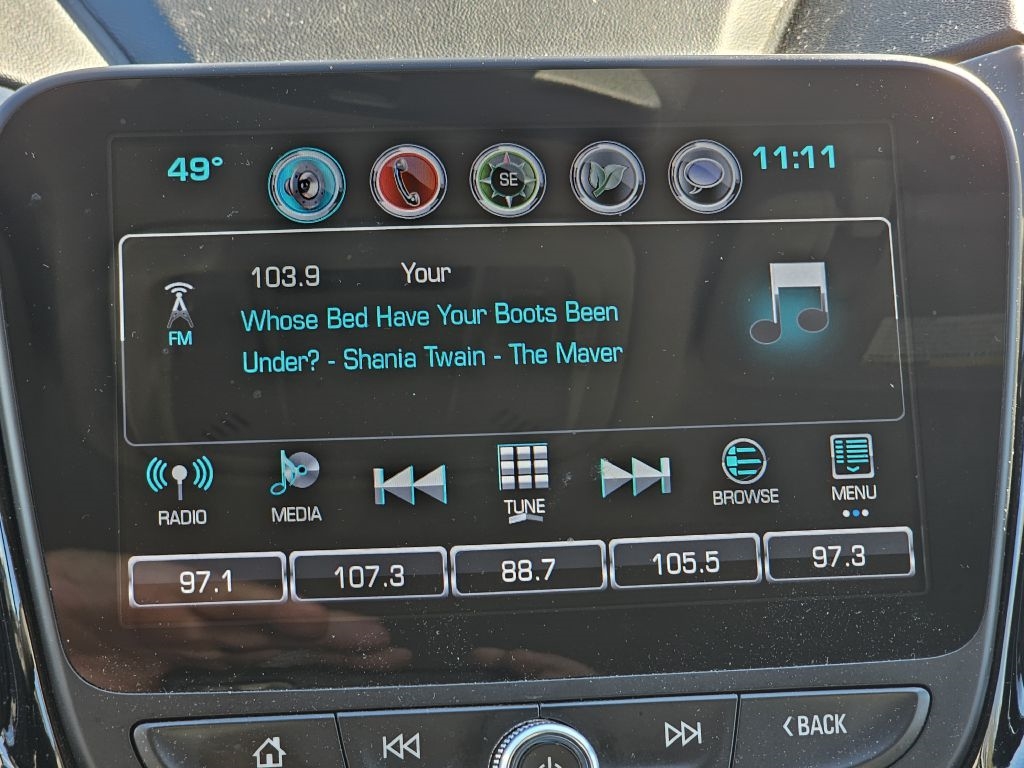 49° SE 11:11
103.9 Your
FM
Whose Bed Have Your Boots Been
Under? - Shania Twain - The Maver
RADIO MEDIA TUNE BROWSE MENU
97.1 107.3 88.7 105.5 97.3
<BACK